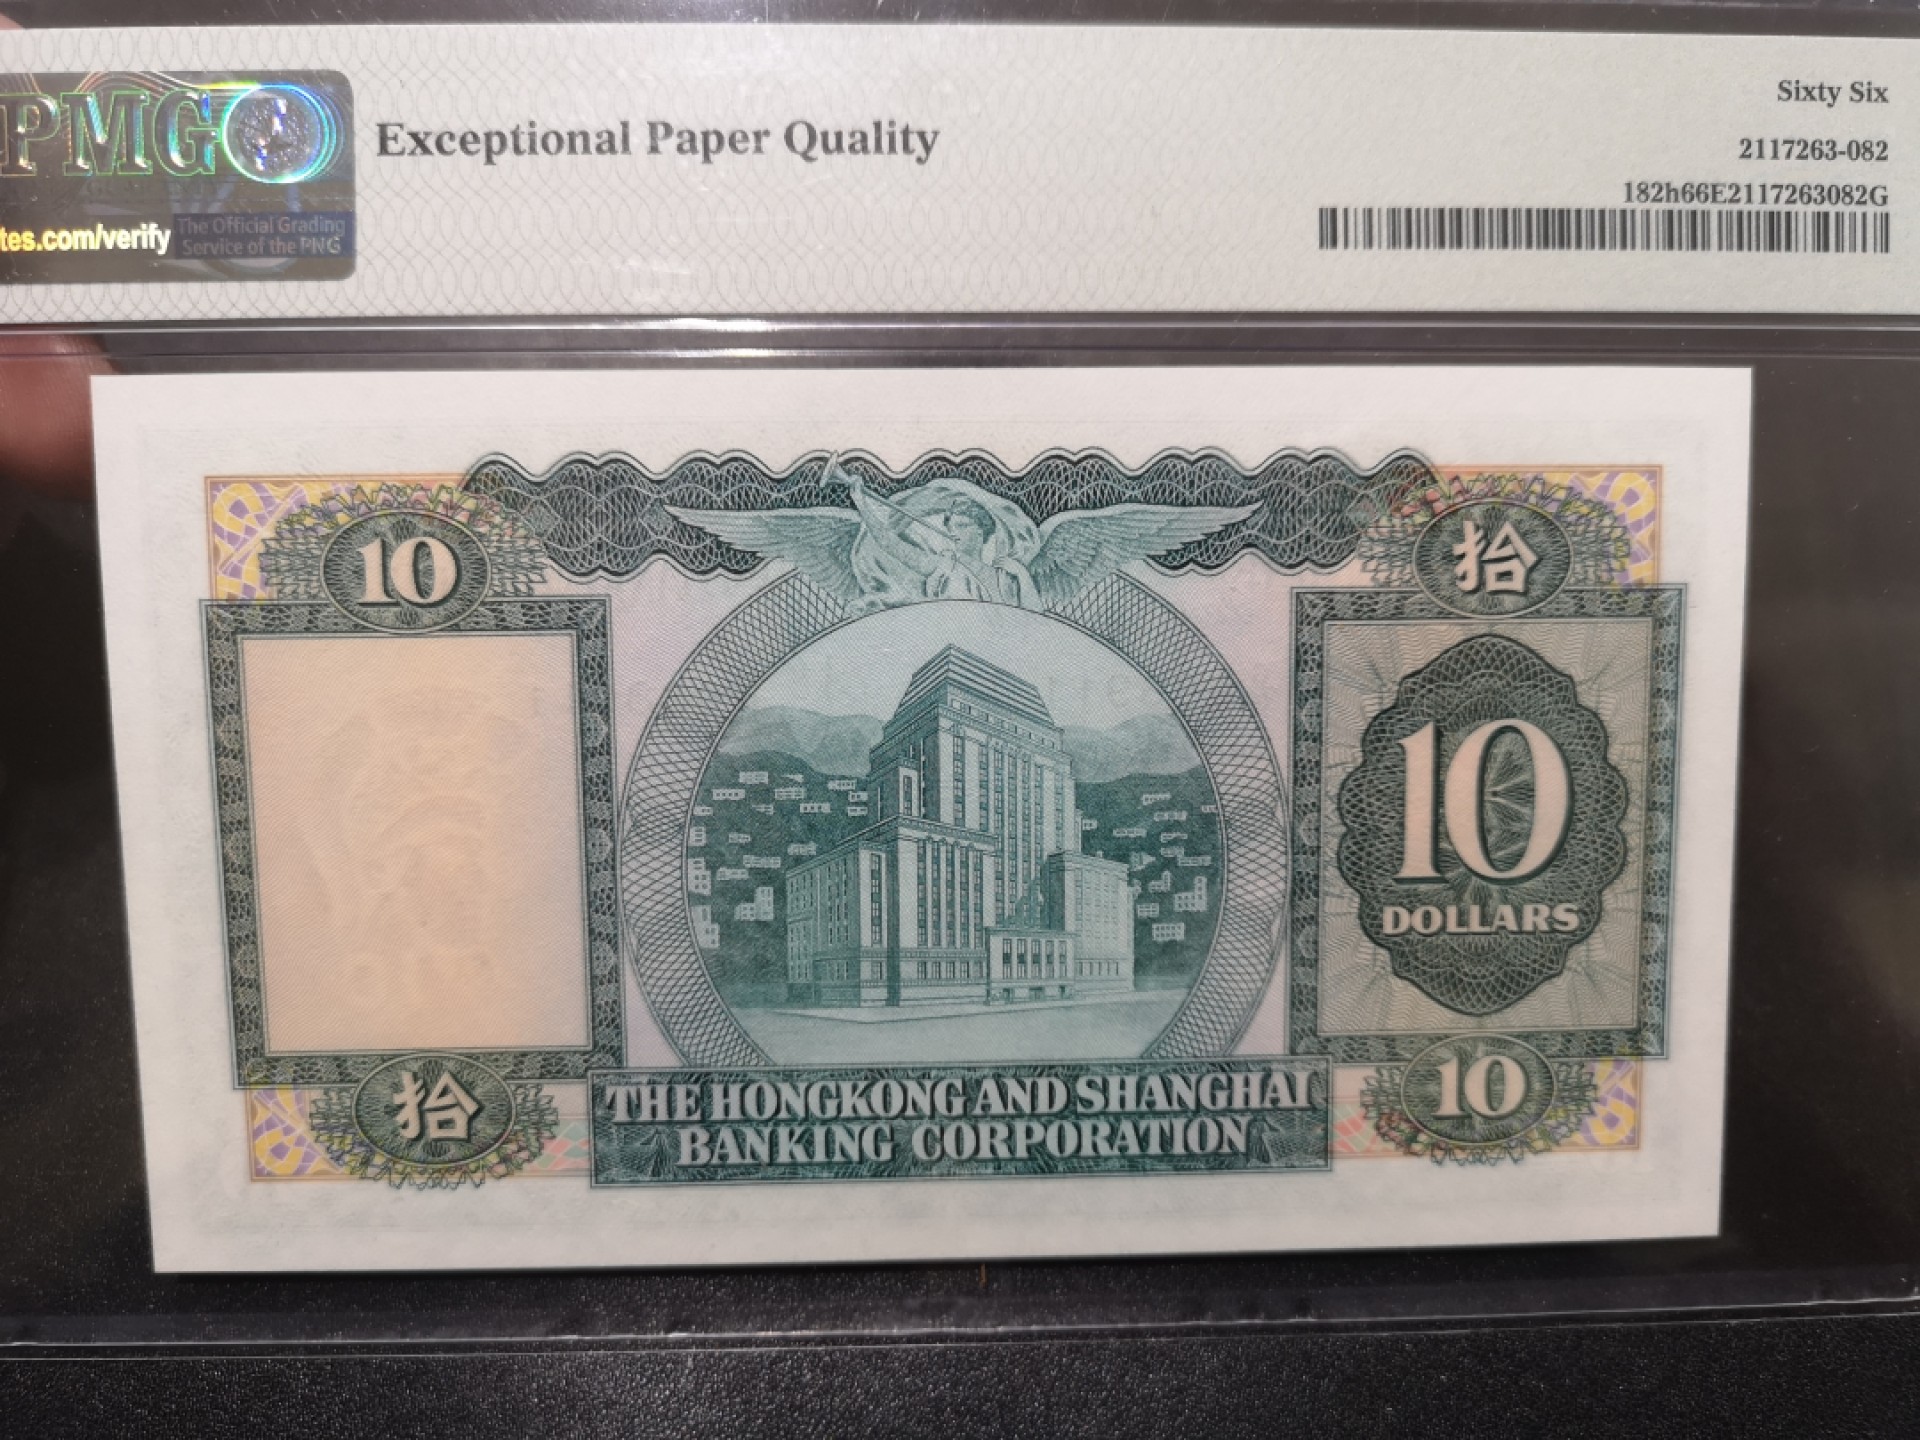 PMG
tes.com/verify
The Official Grading
Service of the PNG
Exceptional Paper Quality
Sixty Six
2117263-082
182h66E2117263082G
10
拾
10
DOLLARS
拾
THE HONGKONG AND SHANGHAI
BANKING CORPORATION
10